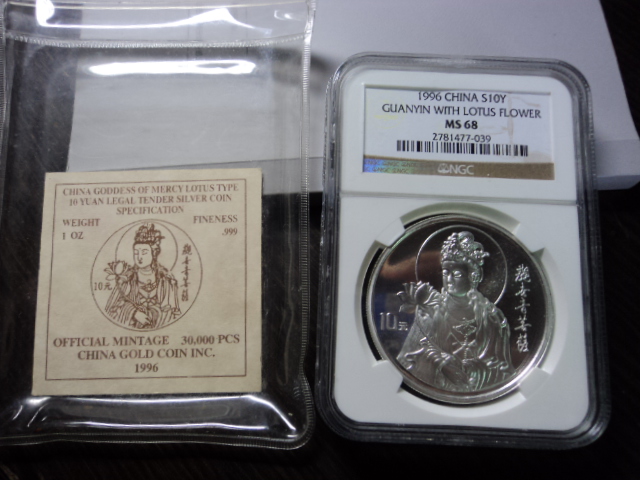 CHINA GODDESS OF MERCY LOTUS TYPE
10 YUAN LEGAL TENDER SILVER COIN
SPECIFICATION
WEIGHT FINENESS
1 OZ .999
10元
OFFICIAL MINTAGE 30,000 PCS
CHINA GOLD COIN INC.
1996
1996 CHINA S10Y
GUANYIN WITH LOTUS FLOWER
MS 68
2781477-039
NGC
10元